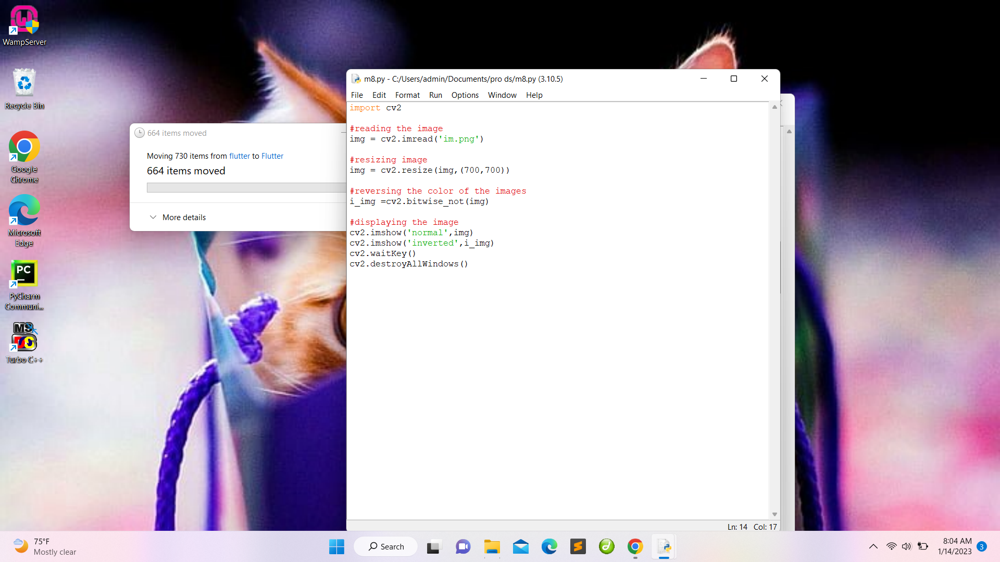 WampServer
Recycle Bin
Google
Chrome
Microsoft
Edge
PC
PyCharm
Communi...
MS
Turbo C++
664 items moved
Moving 730 items from flutter to Flutter
664 items moved
More details
m8.py - C:/Users/admin/Documents/pro ds/m8.py (3.10.5)
File Edit Format Run Options Window Help
import cv2
#reading the image
img = cv2.imread('im.png')
#resizing image
img = cv2.resize(img,(700,700))
#reversing the color of the images
i_img =cv2.bitwise_not(img)
#displaying the image
cv2.imshow('normal',img)
cv2.imshow('inverted',i_img)
cv2.waitKey()
cv2.destroyAllWindows()
Ln: 14 Col: 17
75°F
Mostly clear
Search
8:04 AM
1/14/2023
3